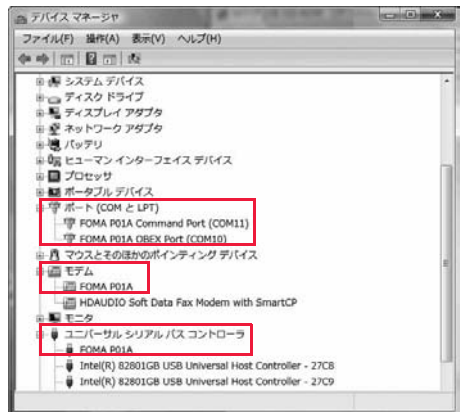 デバイス マネージャ
ファイル(F) 操作(A) 表示(V) ヘルプ(H)
システム デバイス
ディスク ドライブ
ディスプレイ アダプタ
ネットワーク アダプタ
バッテリ
ヒューマン インターフェイス デバイス
プロセッサ
ポータブル デバイス
ポート (COM と LPT)
FOMA P01A Command Port (COM11)
FOMA P01A OBEX Port (COM10)
マウスとそのほかのポインティング デバイス
モデム
FOMA P01A
HDAUDIO Soft Data Fax Modem with SmartCP
モニタ
ユニバーサル シリアル バス コントローラ
FOMA P01A
Intel(R) 82801GB USB Universal Host Controller - 27C8
Intel(R) 82801GB USB Universal Host Controller - 27C9